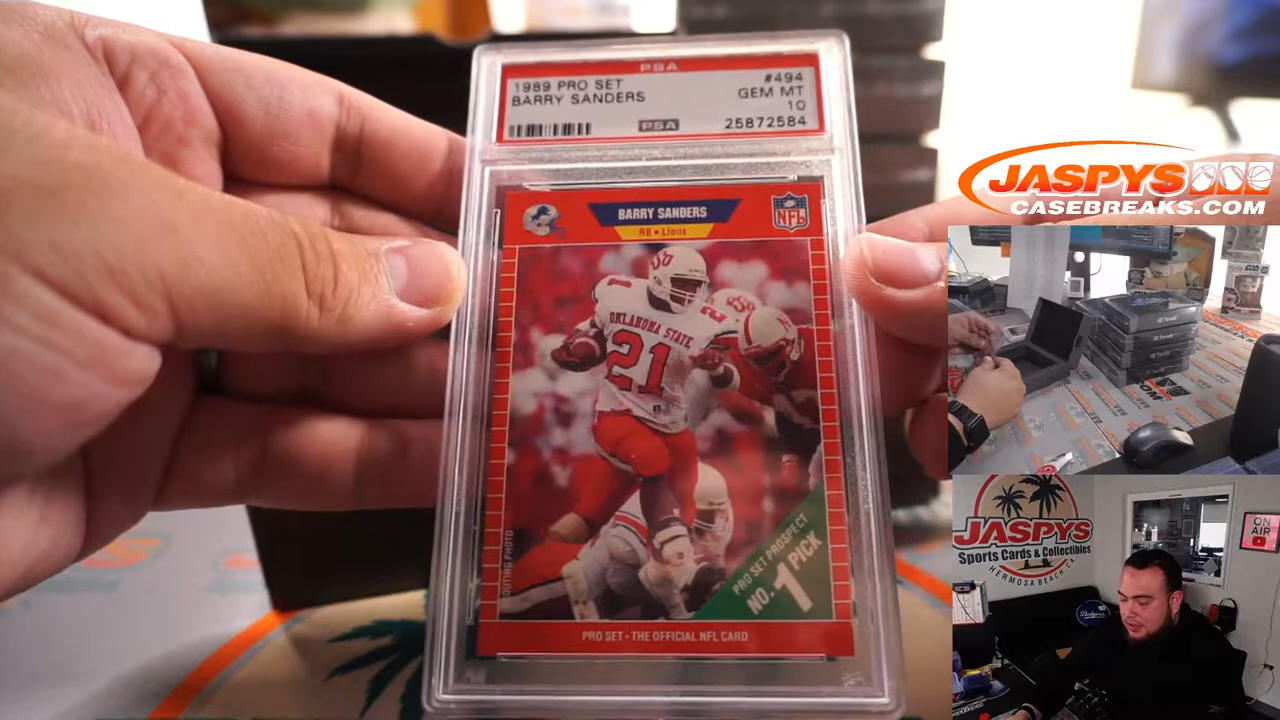 PSA
1989 PRO SET #494
BARRY SANDERS GEM MT
10
PSA 25872584
BARRY SANDERS
RB • Lions
NFL
OKLAHOMA STATE
21
PRO SET PROSPECT
NO. 1 PICK
PRO SET • THE OFFICIAL NFL CARD
JASPYS
CASEBREAKS.COM
JASPYS
Sports Cards & Collectibles
HERMOSA BEACH CA
ON
AIR
Dodgers